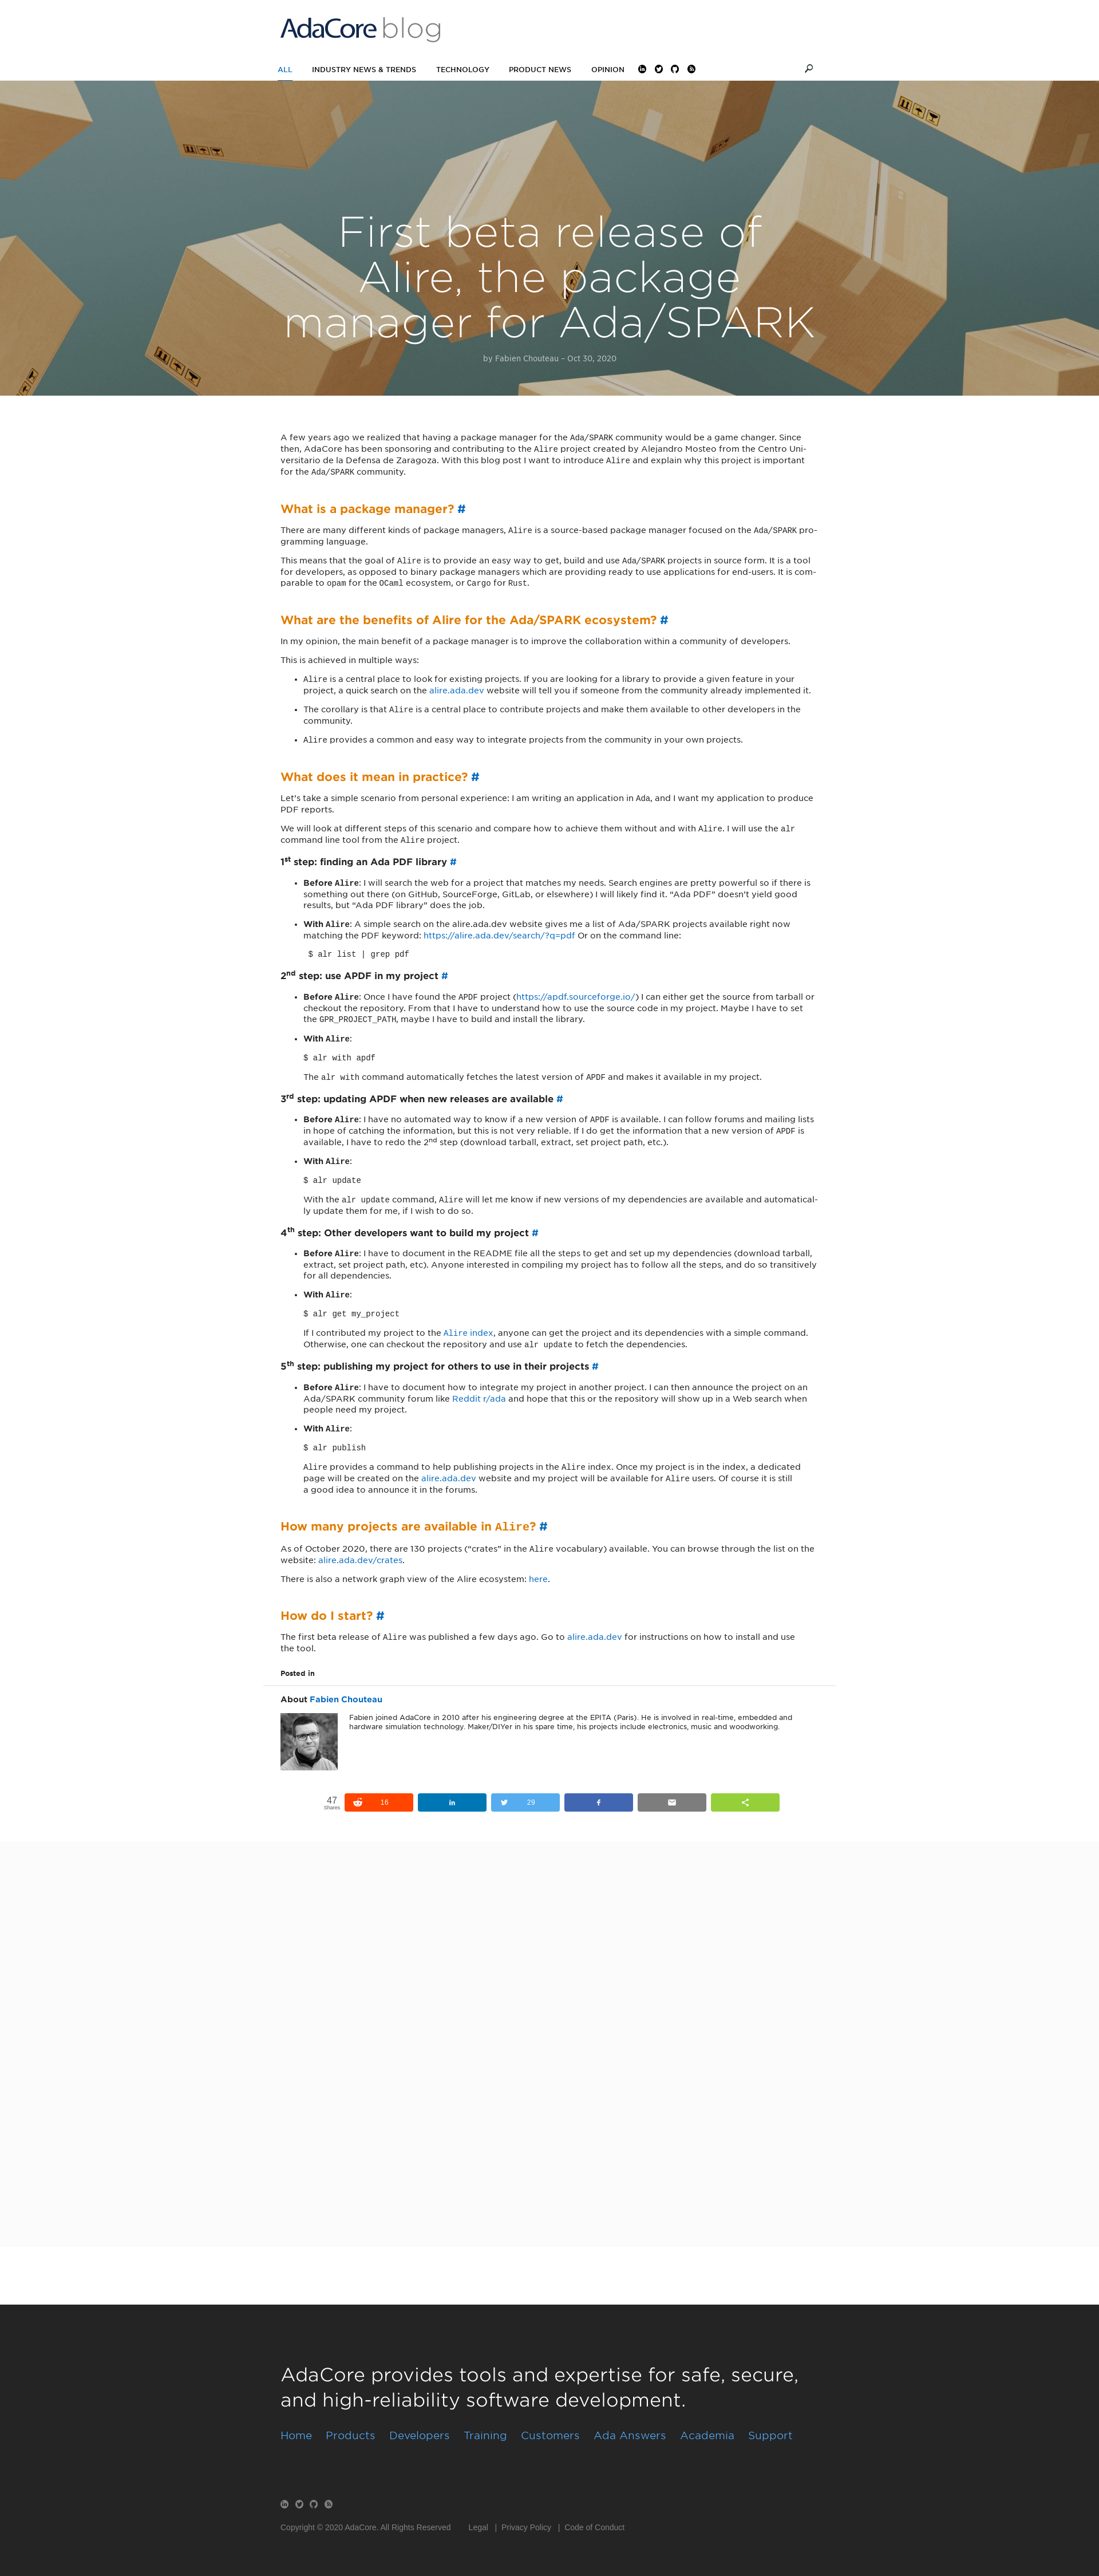 AdaCore blog
ALL INDUSTRY NEWS & TRENDS TECHNOLOGY PRODUCT NEWS OPINION
First beta release of
Alire, the package
manager for Ada/SPARK
by Fabien Chouteau – Oct 30, 2020
A few years ago we realized that having a package manager for the Ada/SPARK community would be a game changer. Since
then, AdaCore has been sponsoring and contributing to the Alire project created by Alejandro Mosteo from the Centro Uni-
versitario de la Defensa de Zaragoza. With this blog post I want to introduce Alire and explain why this project is important
for the Ada/SPARK community.
What is a package manager? #
There are many different kinds of package managers, Alire is a source-based package manager focused on the Ada/SPARK pro-
gramming language.
This means that the goal of Alire is to provide an easy way to get, build and use Ada/SPARK projects in source form. It is a tool
for developers, as opposed to binary package managers which are providing ready to use applications for end-users. It is com-
parable to opam for the OCaml ecosystem, or Cargo for Rust.
What are the benefits of Alire for the Ada/SPARK ecosystem? #
In my opinion, the main benefit of a package manager is to improve the collaboration within a community of developers.
This is achieved in multiple ways:
• Alire is a central place to look for existing projects. If you are looking for a library to provide a given feature in your
project, a quick search on the alire.ada.dev website will tell you if someone from the community already implemented it.
• The corollary is that Alire is a central place to contribute projects and make them available to other developers in the
community.
• Alire provides a common and easy way to integrate projects from the community in your own projects.
What does it mean in practice? #
Let's take a simple scenario from personal experience: I am writing an application in Ada, and I want my application to produce
PDF reports.
We will look at different steps of this scenario and compare how to achieve them without and with Alire. I will use the alr
command line tool from the Alire project.
1st step: finding an Ada PDF library #
• Before Alire: I will search the web for a project that matches my needs. Search engines are pretty powerful so if there is
something out there (on GitHub, SourceForge, GitLab, or elsewhere) I will likely find it. “Ada PDF” doesn't yield good
results, but “Ada PDF library” does the job.
• With Alire: A simple search on the alire.ada.dev website gives me a list of Ada/SPARK projects available right now
matching the PDF keyword: https://alire.ada.dev/search/?q=pdf Or on the command line:
$ alr list | grep pdf
2nd step: use APDF in my project #
• Before Alire: Once I have found the APDF project (https://apdf.sourceforge.io/) I can either get the source from tarball or
checkout the repository. From that I have to understand how to use the source code in my project. Maybe I have to set
the GPR_PROJECT_PATH, maybe I have to build and install the library.
• With Alire:
$ alr with apdf
The alr with command automatically fetches the latest version of APDF and makes it available in my project.
3rd step: updating APDF when new releases are available #
• Before Alire: I have no automated way to know if a new version of APDF is available. I can follow forums and mailing lists
in hope of catching the information, but this is not very reliable. If I do get the information that a new version of APDF is
available, I have to redo the 2nd step (download tarball, extract, set project path, etc.).
• With Alire:
$ alr update
With the alr update command, Alire will let me know if new versions of my dependencies are available and automatical-
ly update them for me, if I wish to do so.
4th step: Other developers want to build my project #
• Before Alire: I have to document in the README file all the steps to get and set up my dependencies (download tarball,
extract, set project path, etc). Anyone interested in compiling my project has to follow all the steps, and do so transitively
for all dependencies.
• With Alire:
$ alr get my_project
If I contributed my project to the Alire index, anyone can get the project and its dependencies with a simple command.
Otherwise, one can checkout the repository and use alr update to fetch the dependencies.
5th step: publishing my project for others to use in their projects #
• Before Alire: I have to document how to integrate my project in another project. I can then announce the project on an
Ada/SPARK community forum like Reddit r/ada and hope that this or the repository will show up in a Web search when
people need my project.
• With Alire:
$ alr publish
Alire provides a command to help publishing projects in the Alire index. Once my project is in the index, a dedicated
page will be created on the alire.ada.dev website and my project will be available for Alire users. Of course it is still
a good idea to announce it in the forums.
How many projects are available in Alire? #
As of October 2020, there are 130 projects (“crates” in the Alire vocabulary) available. You can browse through the list on the
website: alire.ada.dev/crates.
There is also a network graph view of the Alire ecosystem: here.
How do I start? #
The first beta release of Alire was published a few days ago. Go to alire.ada.dev for instructions on how to install and use
the tool.
Posted in
About Fabien Chouteau
Fabien joined AdaCore in 2010 after his engineering degree at the EPITA (Paris). He is involved in real-time, embedded and
hardware simulation technology. Maker/DIYer in his spare time, his projects include electronics, music and woodworking.
47
Shares
16
29
AdaCore provides tools and expertise for safe, secure,
and high-reliability software development.
Home Products Developers Training Customers Ada Answers Academia Support
Copyright © 2020 AdaCore. All Rights Reserved Legal | Privacy Policy | Code of Conduct